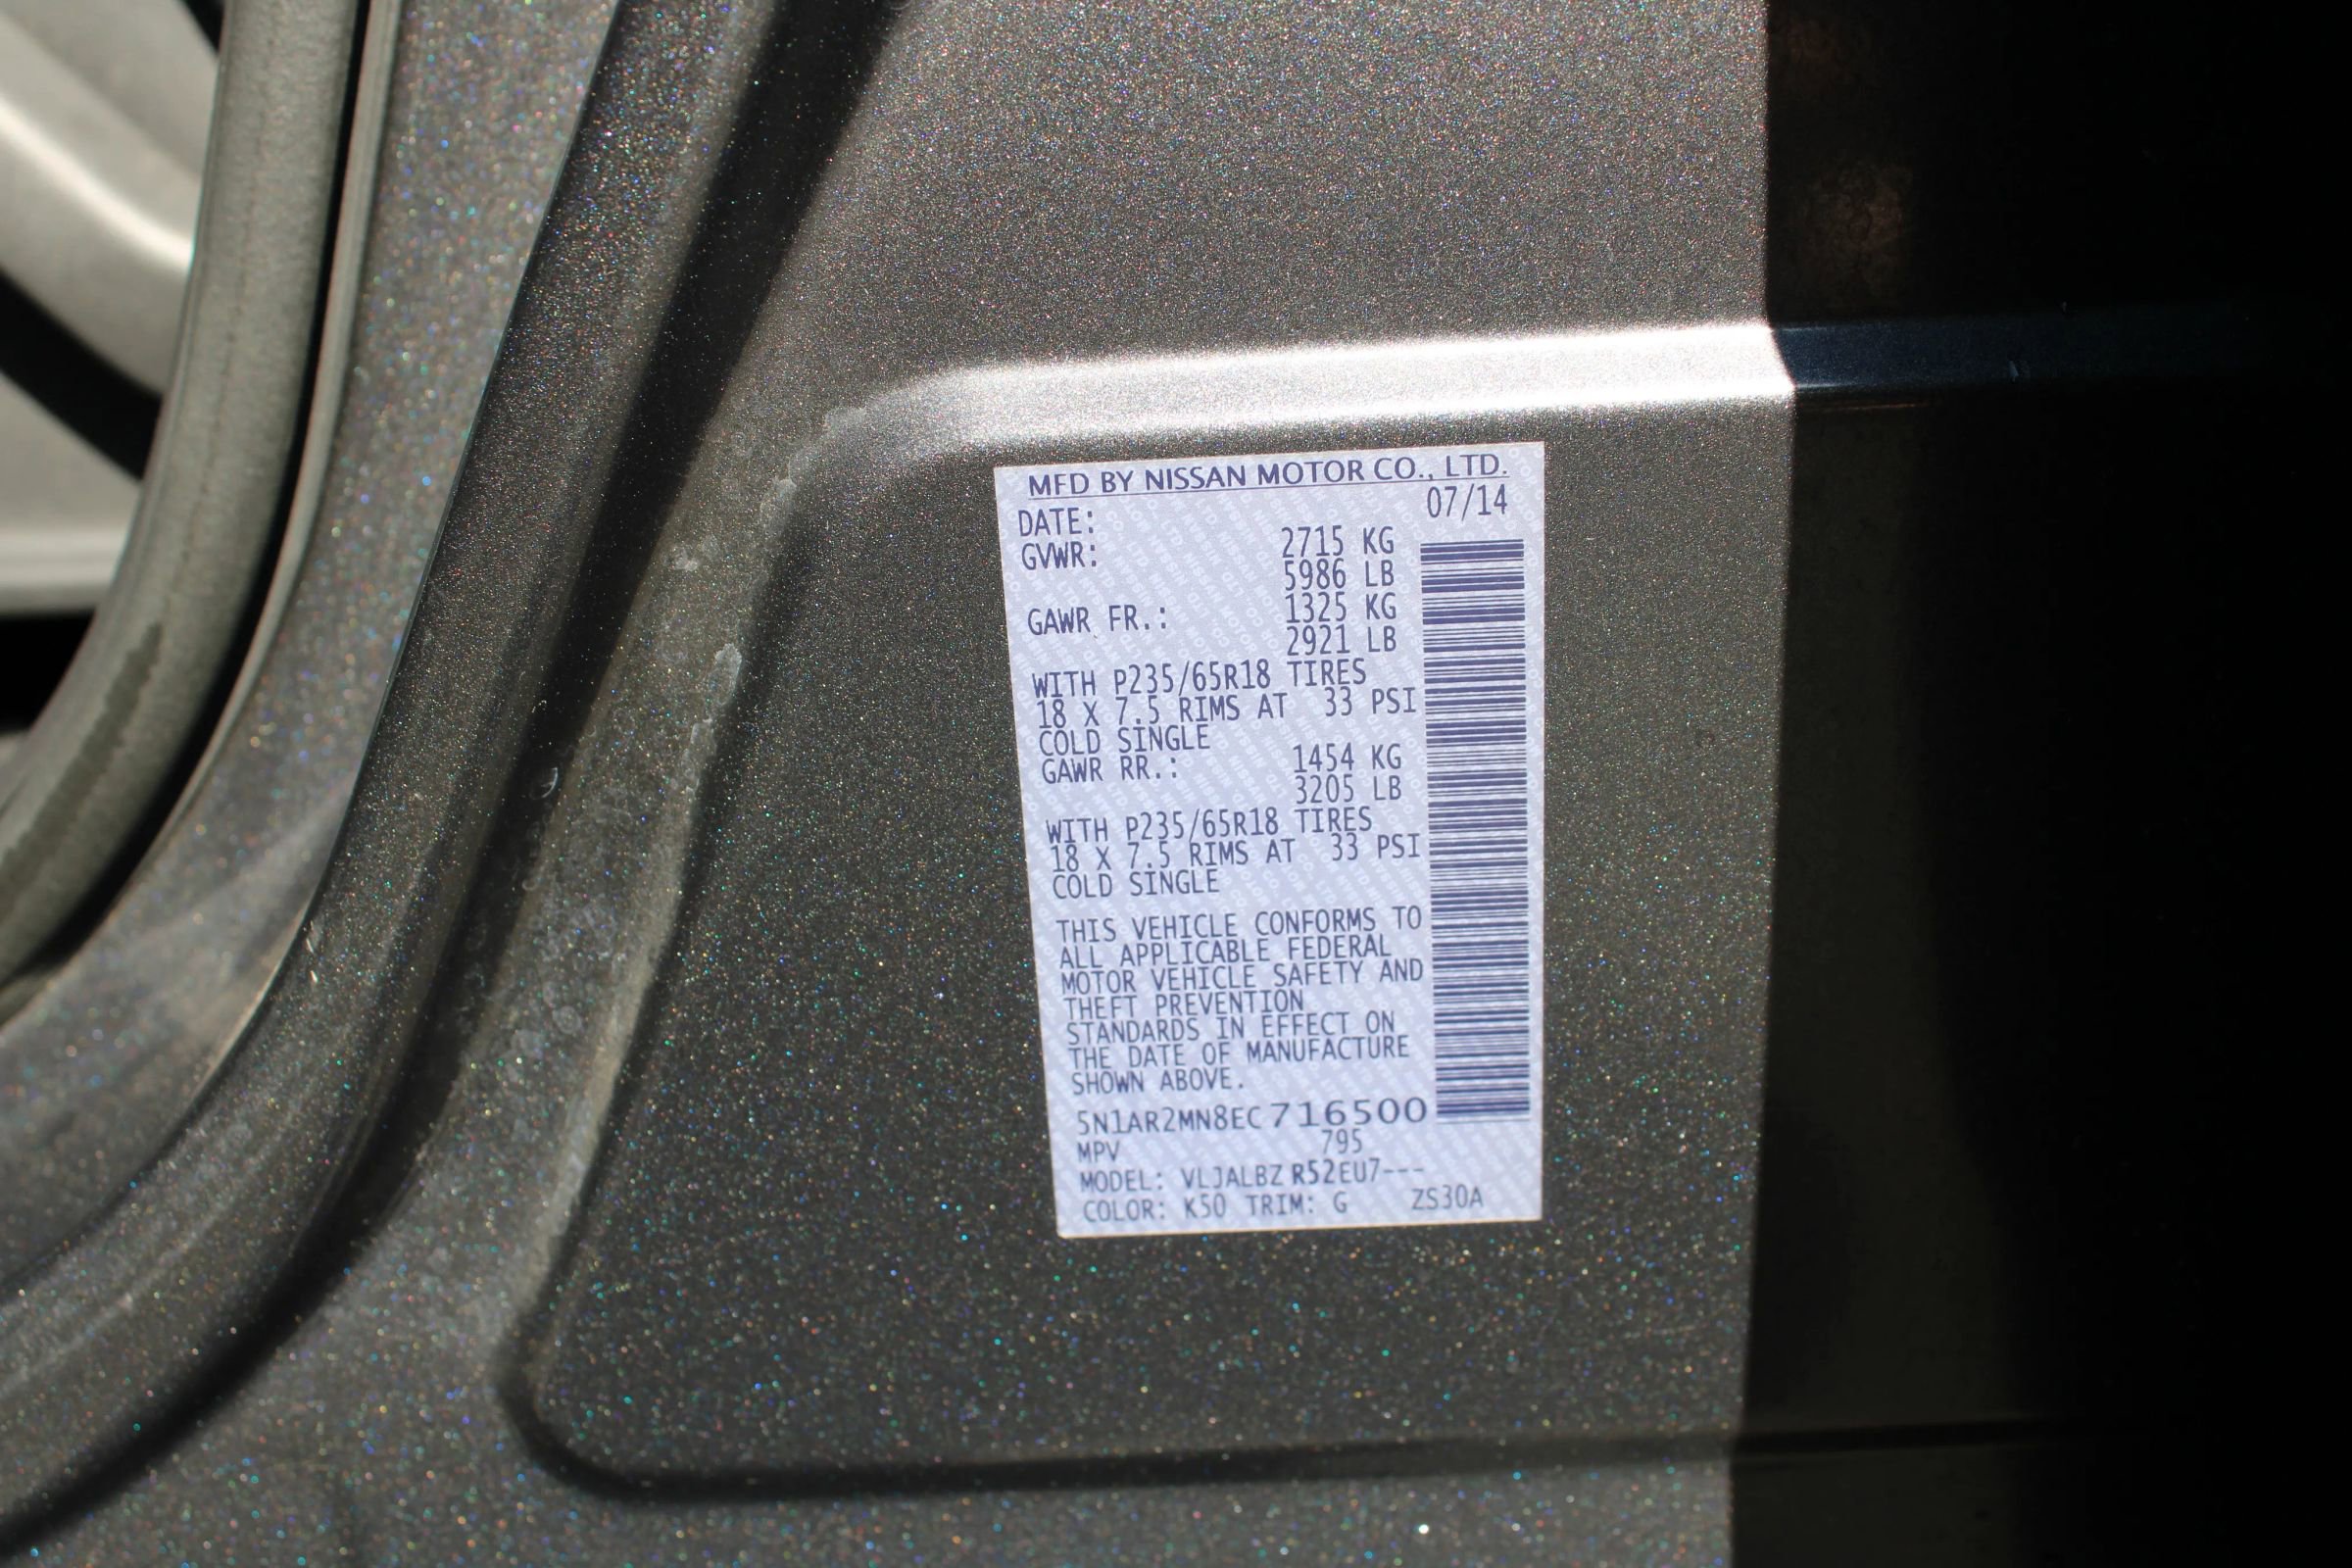 MFD BY NISSAN MOTOR CO., LTD.
DATE: 07/14
GVWR: 2715 KG
5986 LB
GAWR FR.: 1325 KG
2921 LB
WITH P235/65R18 TIRES
18 X 7.5 RIMS AT 33 PSI
COLD SINGLE
GAWR RR.: 1454 KG
3205 LB
WITH P235/65R18 TIRES
18 X 7.5 RIMS AT 33 PSI
COLD SINGLE
THIS VEHICLE CONFORMS TO
ALL APPLICABLE FEDERAL
MOTOR VEHICLE SAFETY AND
THEFT PREVENTION
STANDARDS IN EFFECT ON
THE DATE OF MANUFACTURE
SHOWN ABOVE.
5N1AR2MN8EC716500
MPV 795
MODEL: VLJALBZ R52EU7---
COLOR: K50 TRIM: G ZS30A